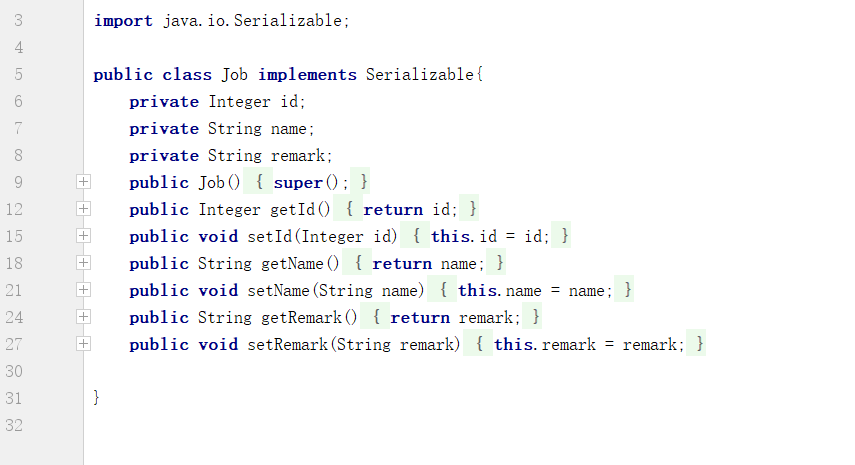 3 import java.io.Serializable;
4
5 public class Job implements Serializable{
6 private Integer id;
7 private String name;
8 private String remark;
9 public Job() { super(); }
12 public Integer getId() { return id; }
15 public void setId(Integer id) { this.id = id; }
18 public String getName() { return name; }
21 public void setName(String name) { this.name = name; }
24 public String getRemark() { return remark; }
27 public void setRemark(String remark) { this.remark = remark; }
30
31 }
32